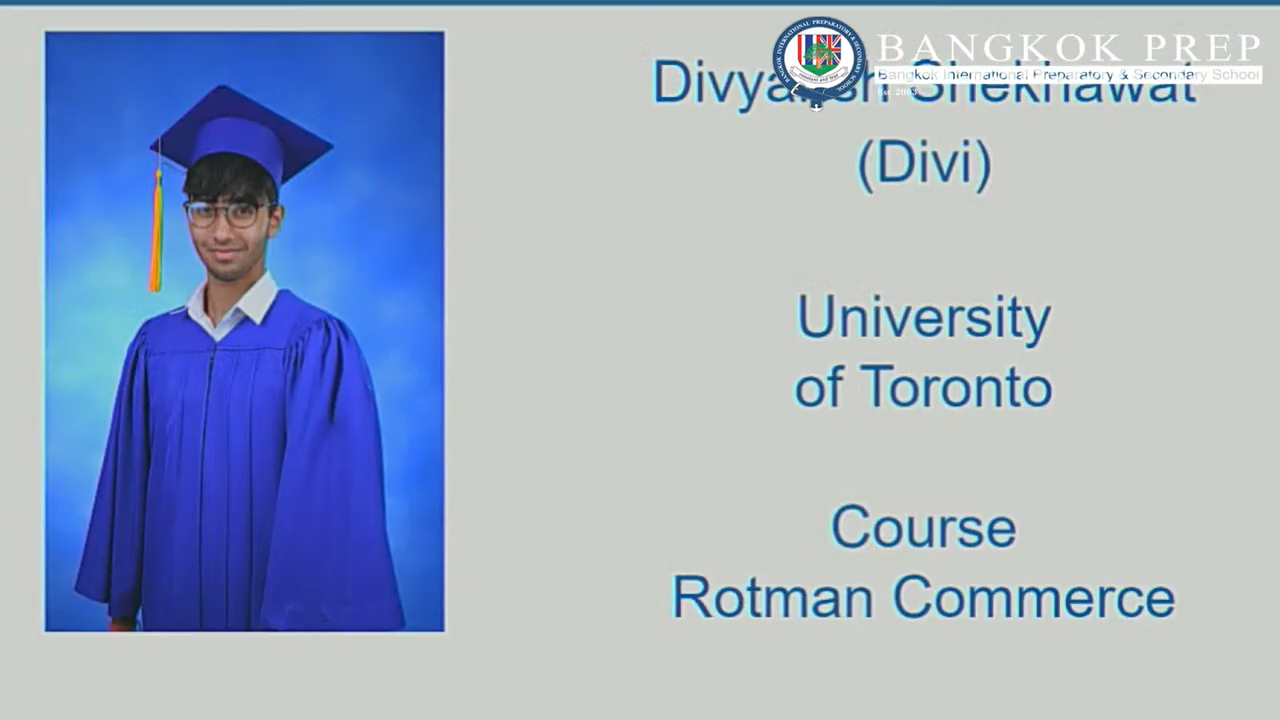 BANGKOK PREP
Bangkok International Preparatory & Secondary School
Est. 2003
Shekhawat
(Divi)
University
of Toronto
Course
Rotman Commerce